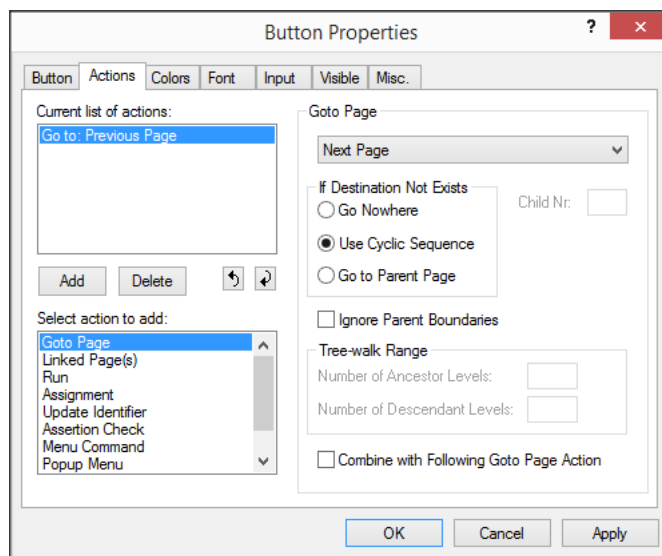 Button Properties
?
Button Actions Colors Font Input Visible Misc.
Current list of actions:
Go to: Previous Page
Add Delete
Select action to add:
Goto Page
Linked Page(s)
Run
Assignment
Update Identifier
Assertion Check
Menu Command
Popup Menu
Goto Page
Next Page
If Destination Not Exists
Go Nowhere
Use Cyclic Sequence
Go to Parent Page
Child Nr:
Ignore Parent Boundaries
Tree-walk Range
Number of Ancestor Levels:
Number of Descendant Levels:
Combine with Following Goto Page Action
OK Cancel Apply